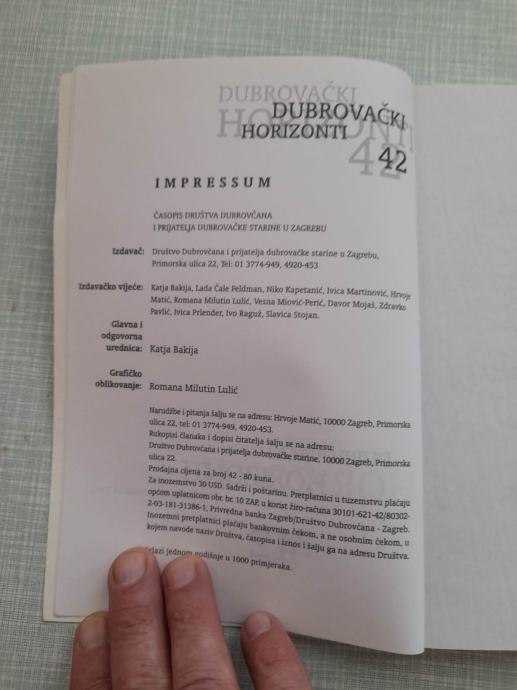 DUBROVAČKI
HORIZONTI
42
DUBROVAČKI
HORIZONTI
42
IMPRESSUM
ČASOPIS DRUŠTVA DUBROVČANA
I PRIJATELJA DUBROVAČKE STARINE U ZAGREBU
Izdavač: Društvo Dubrovčana i prijatelja dubrovačke starine u Zagrebu,
Primorska ulica 22, Tel: 01 3774-949, 4920-453
Izdavačko vijeće: Katja Bakija, Lada Čale Feldman, Niko Kapetanić, Ivica Martinović, Hrvoje
Matić, Romana Milutin Lulić, Vesna Miović-Perić, Davor Mojaš, Zdravko
Pavlić, Ivica Prlender, Ivo Raguž, Slavica Stojan.
Glavna i
odgovorna
urednica: Katja Bakija
Grafičko
oblikovanje: Romana Milutin Lulić
Narudžbe i pitanja šalju se na adresu: Hrvoje Matić, 10000 Zagreb, Primorska
ulica 22, tel: 01 3774-949, 4920-453.
Rukopisi članaka i dopisi čitatelja šalju se na adresu:
Društvo Dubrovčana i prijatelja dubrovačke starine, 10000 Zagreb, Primorska
ulica 22.
Prodajna cijena za broj 42 - 80 kuna.
Za inozemstvo 30 USD. Sadrži i poštarinu. Pretplatnici u tuzemstvu plaćaju
općom uplatnicom obr. br. 10 ZAP, u korist žiro-računa 30101-621-42/80302-
2-03-181-31386-1, Privredna banka Zagreb/Društvo Dubrovčana - Zagreb.
Inozemni pretplatnici plaćaju bankovnim čekom, a ne osobnim čekom, u
kojem navode naziv Društva, časopisa i iznos i šalju ga na adresu Društva.
jednom godišnje u 1000 primjeraka.